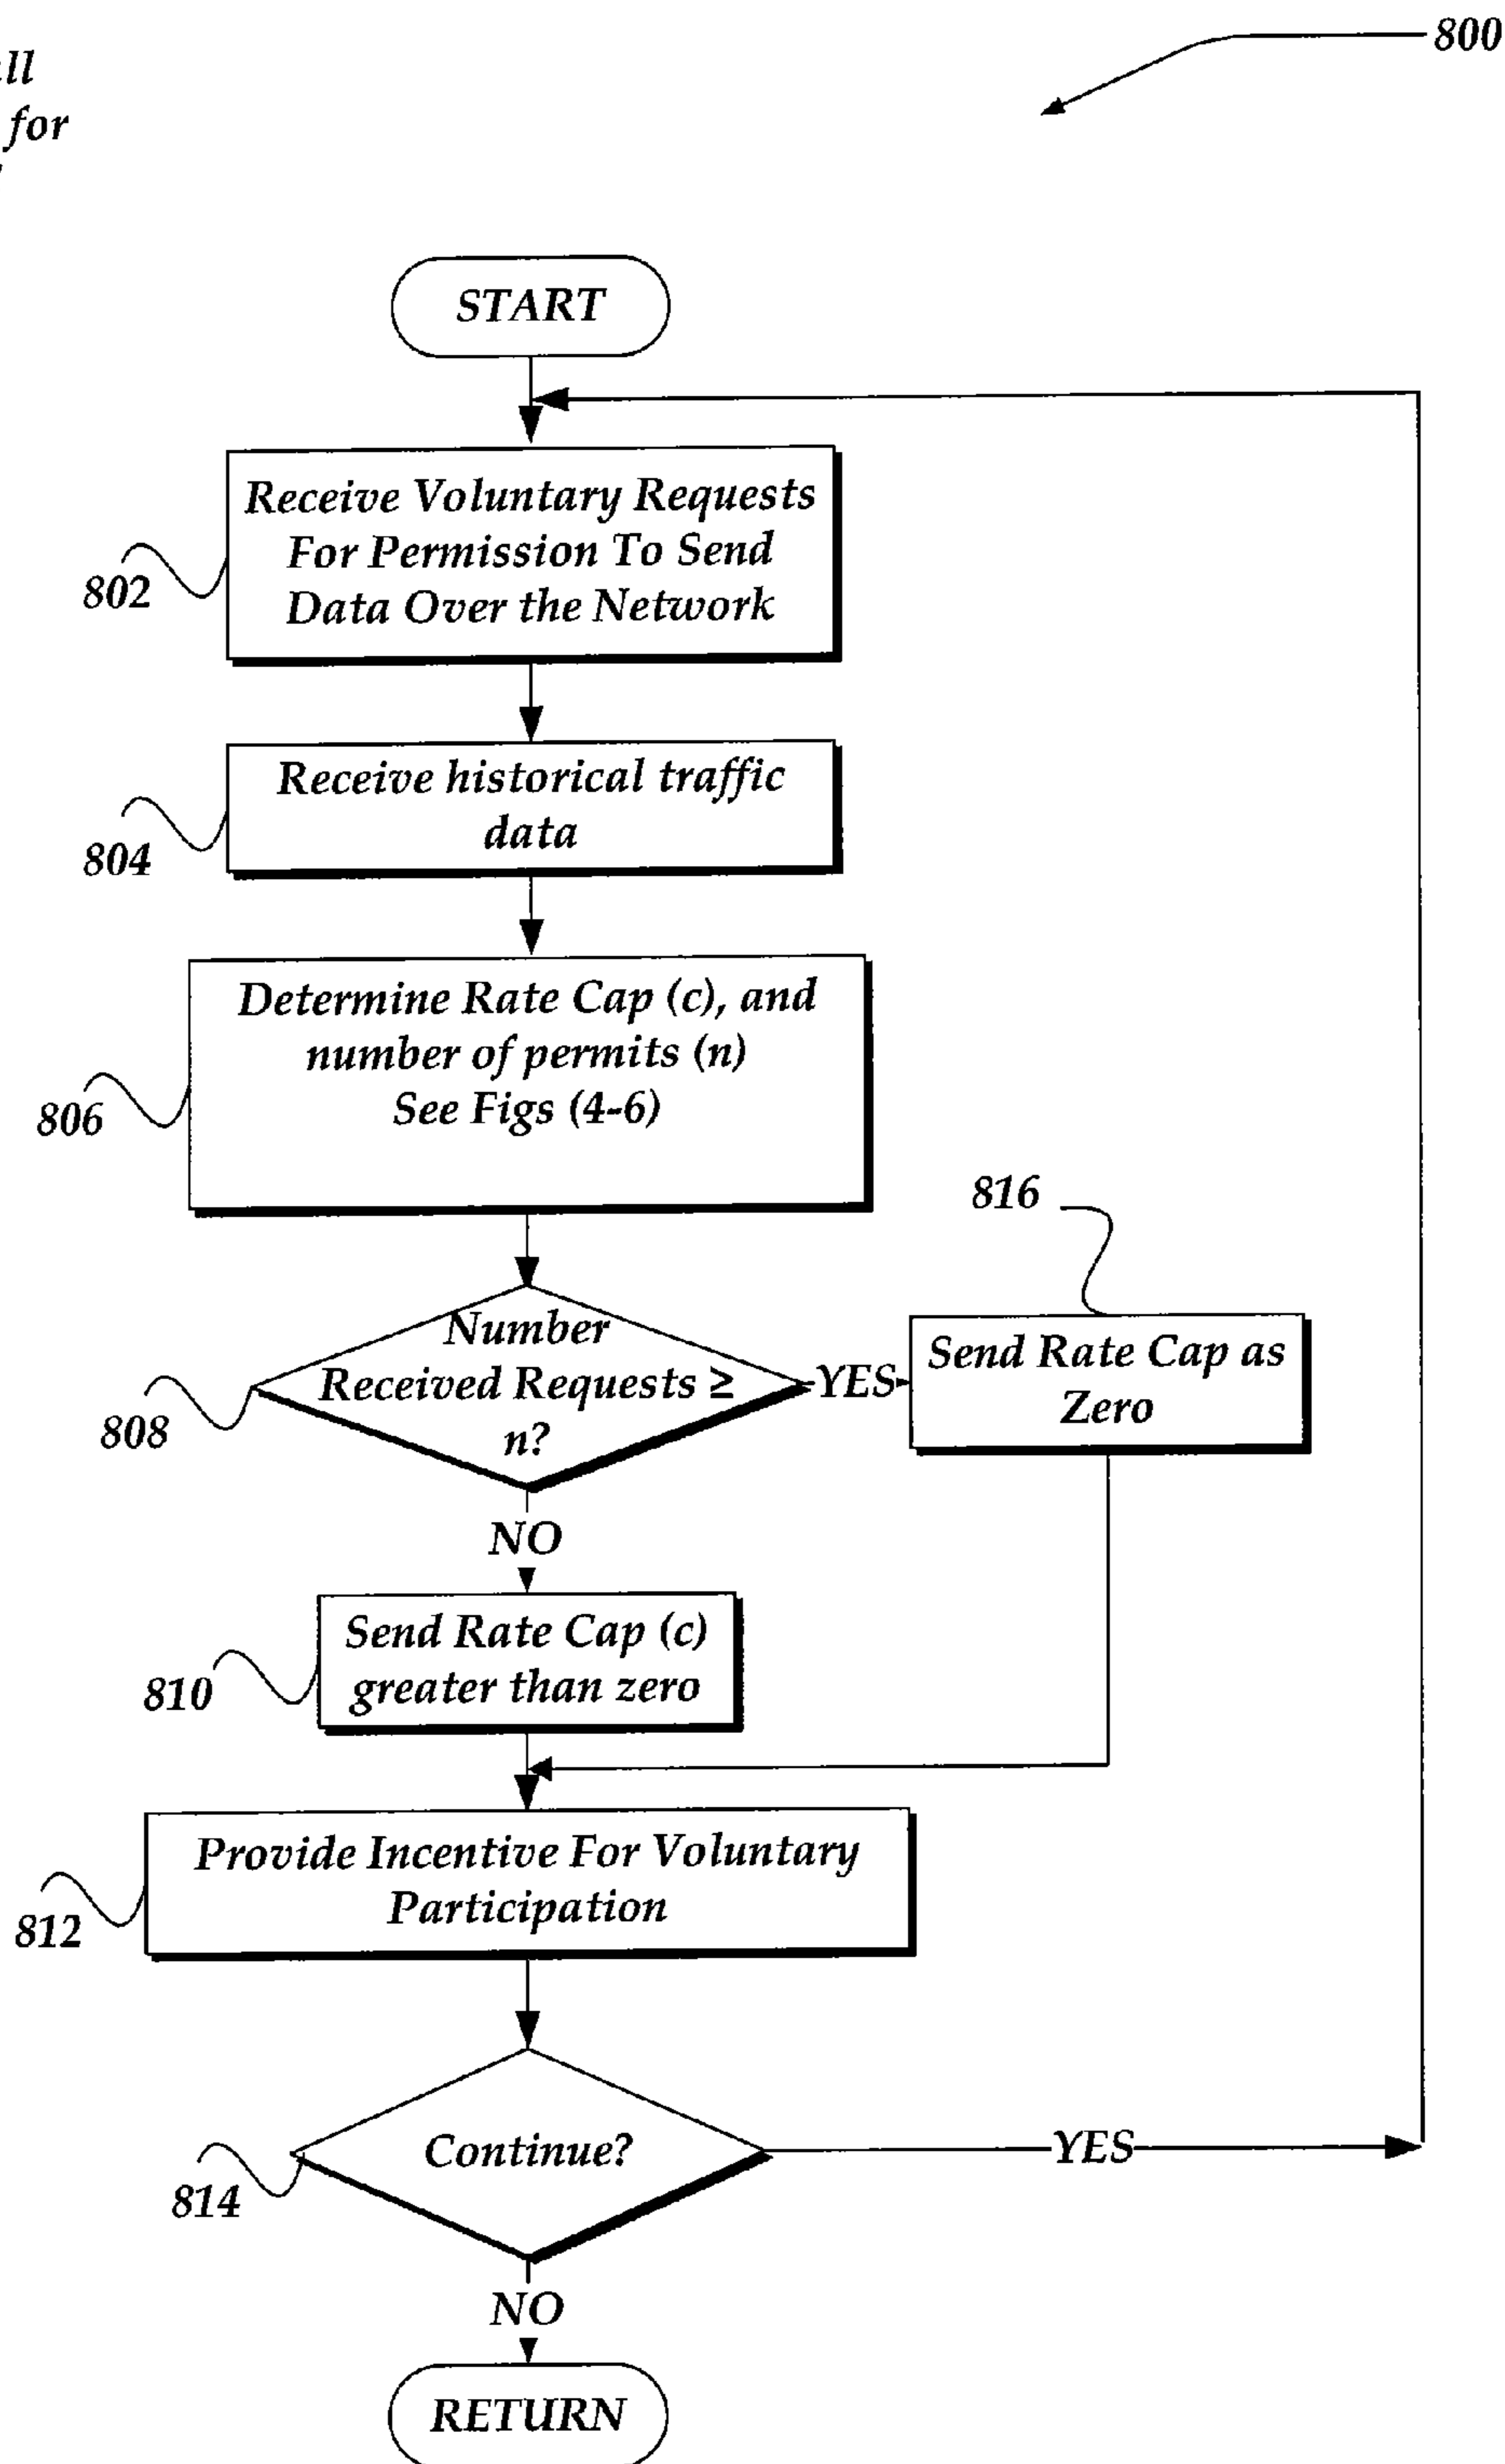 800
for
START
Receive Voluntary Requests
For Permission To Send
Data Over the Network
802
Receive historical traffic
data
804
Determine Rate Cap (c), and
number of permits (n)
See Figs (4-6)
806
816
Number
Received Requests ≥
n?
808
YES
Send Rate Cap as
Zero
NO
Send Rate Cap (c)
greater than zero
810
Provide Incentive For Voluntary
Participation
812
Continue?
814
YES
NO
RETURN